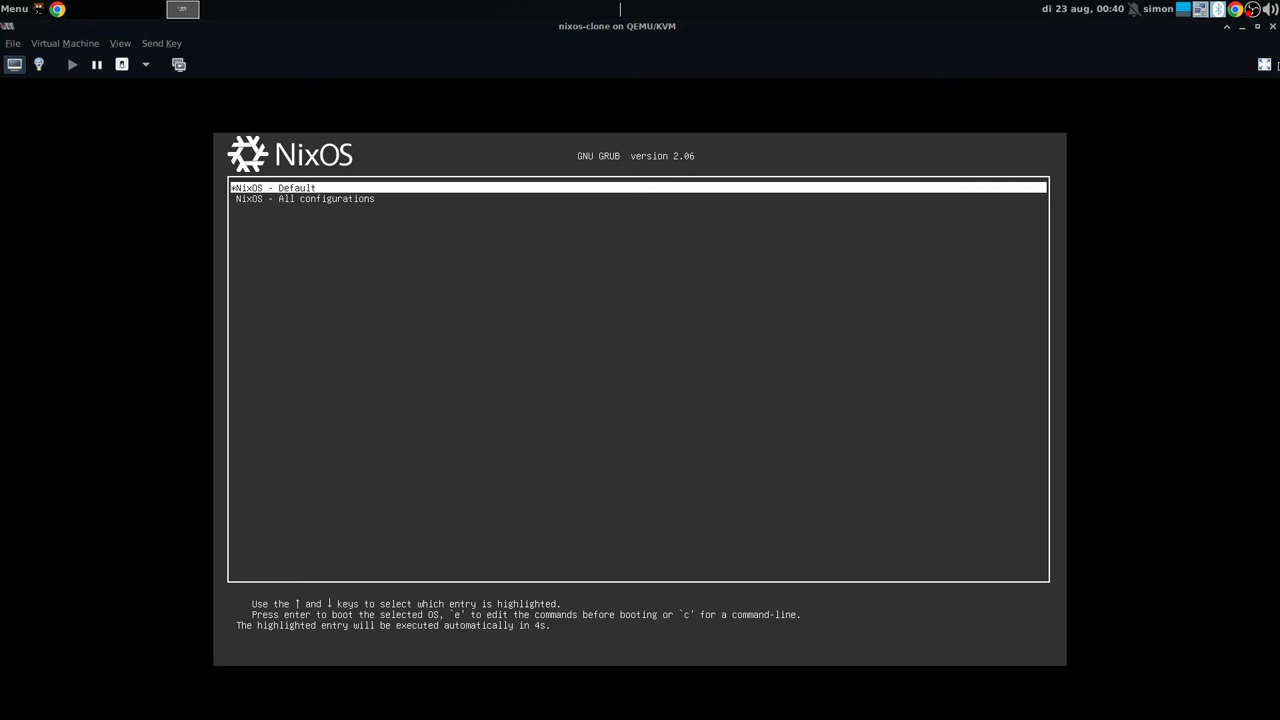 Menu
di 23 aug, 00:40 simon
nixos-clone on QEMU/KVM
File Virtual Machine View Send Key
NixOS
GNU GRUB version 2.06
*NixOS - Default
NixOS - All configurations
Use the ↑ and ↓ keys to select which entry is highlighted.
Press enter to boot the selected OS, `e' to edit the commands before booting or `c' for a command-line.
The highlighted entry will be executed automatically in 4s.